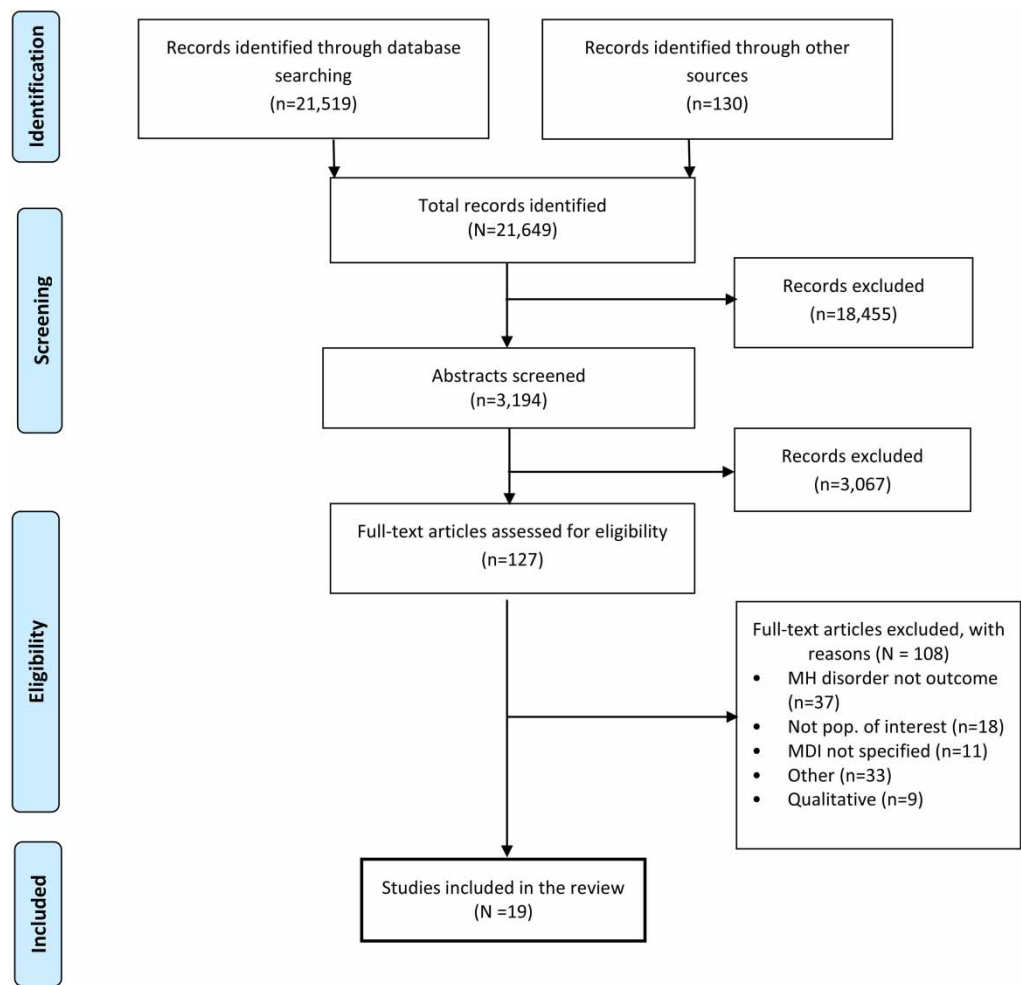 Identification
Records identified through database
searching
(n=21,519)
Records identified through other
sources
(n=130)
Screening
Total records identified
(N=21,649)
Records excluded
(n=18,455)
Abstracts screened
(n=3,194)
Records excluded
(n=3,067)
Eligibility
Full-text articles assessed for eligibility
(n=127)
Full-text articles excluded, with
reasons (N = 108)
• MH disorder not outcome
(n=37)
• Not pop. of interest (n=18)
• MDI not specified (n=11)
• Other (n=33)
• Qualitative (n=9)
Included
Studies included in the review
(N =19)